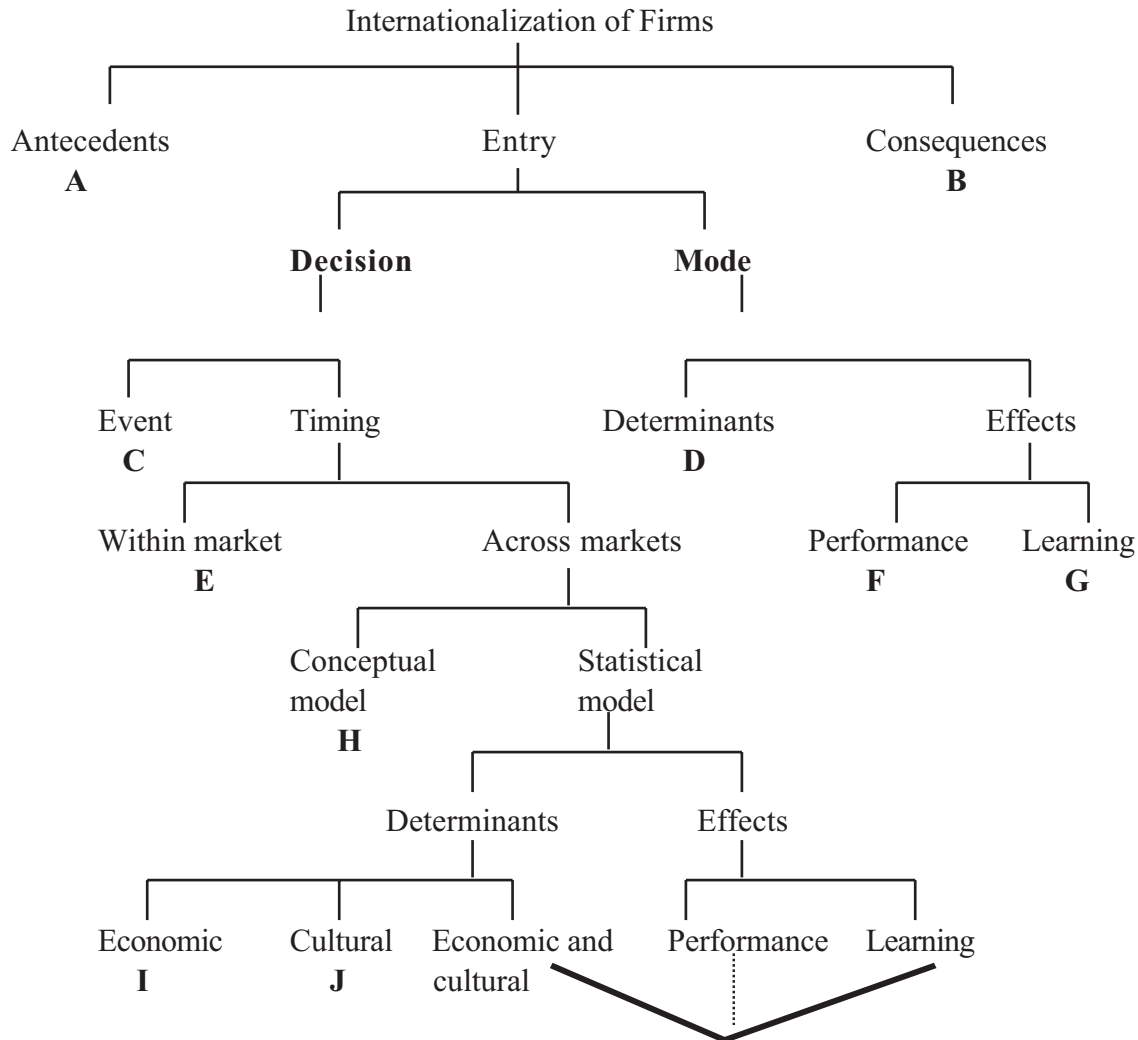 Internationalization of Firms
Antecedents Entry Consequences
A B
Decision Mode
Event Timing Determinants Effects
C D
Within market Across markets Performance Learning
E F G
Conceptual Statistical
model model
H
Determinants Effects
Economic Cultural Economic and Performance Learning
I J cultural